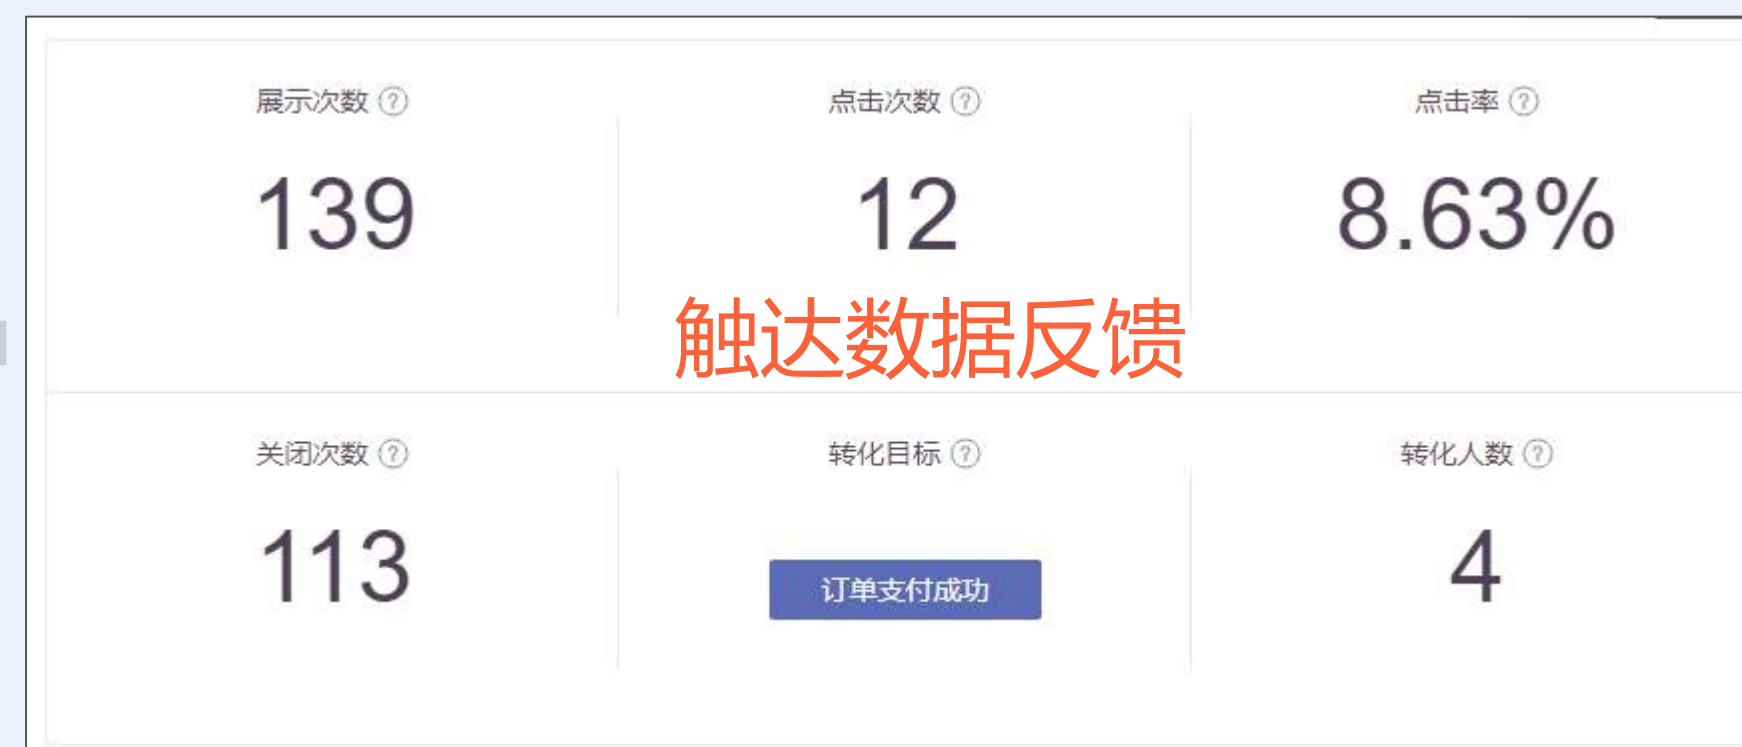 展示次数 ?
点击次数 ?
点击率 ?
139
12
8.63%
触达数据反馈
关闭次数 ?
转化目标 ?
转化人数 ?
113
订单支付成功
4